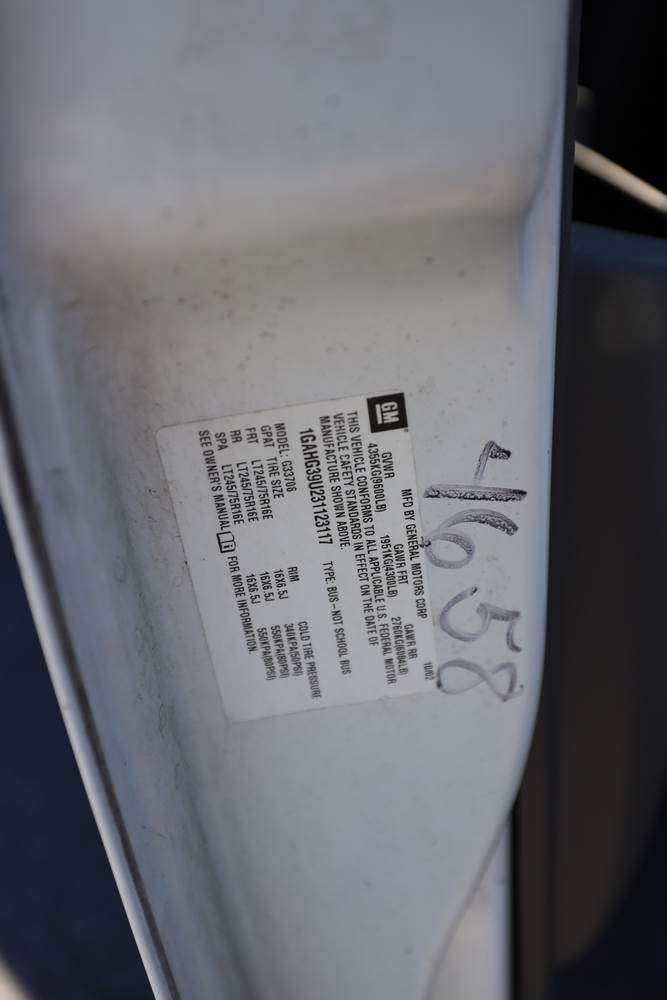 GM
MFD BY GENERAL MOTORS CORP 10/02
GVWR GAWR FRT GAWR RR
4355KG(9600LB) 1951KG(4300LB) 2760KG(6084LB)
THIS VEHICLE CONFORMS TO ALL APPLICABLE U.S. FEDERAL MOTOR
VEHICLE SAFETY STANDARDS IN EFFECT ON THE DATE OF
MANUFACTURE SHOWN ABOVE.
1GAHG39U231123117 TYPE: BUS – NOT SCHOOL BUS
MODEL: G33706
GPAT TIRE SIZE RIM COLD TIRE PRESSURE
FRT LT245/75R16E 16X6.5J 340KPA(50PSI)
RR LT245/75R16E 16X6.5J 550KPA(80PSI)
SPA LT245/75R16E 16X6.5J 550KPA(80PSI)
SEE OWNER'S MANUAL FOR MORE INFORMATION.
4658